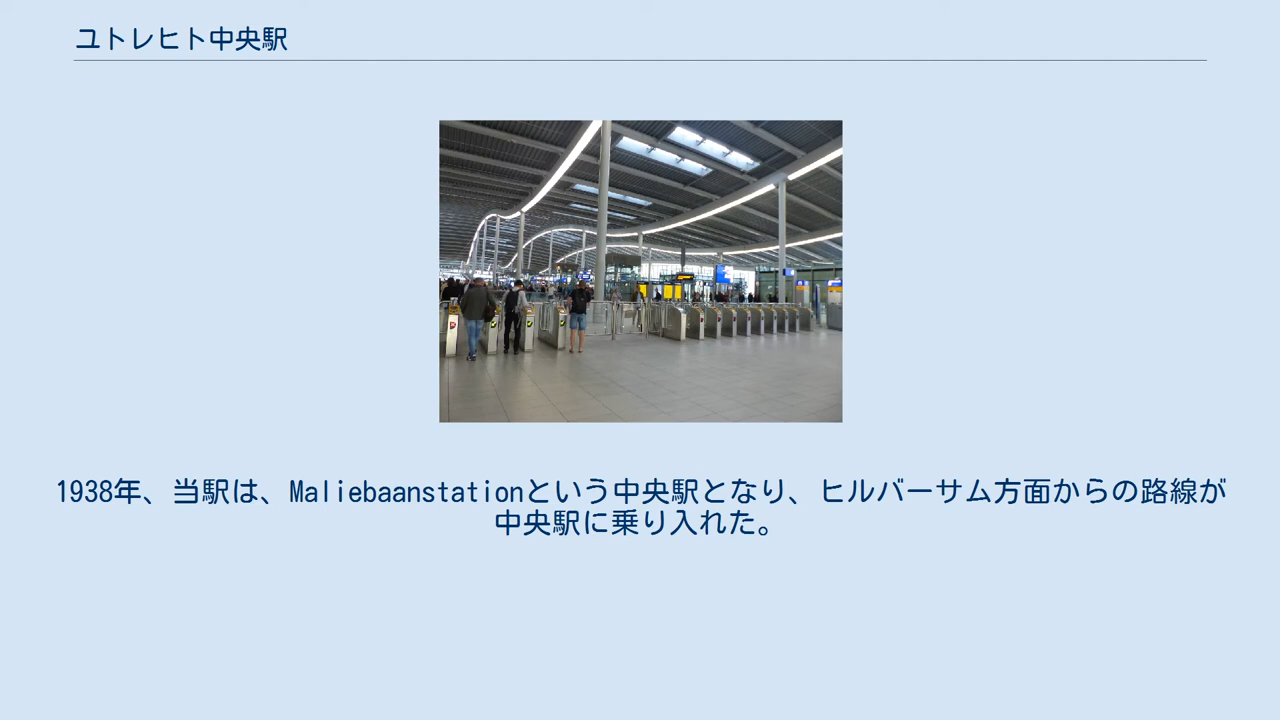 ユトレヒト中央駅
1938年、当駅は、Maliebaanstationという中央駅となり、ヒルバーサム方面からの路線が
中央駅に乗り入れた。